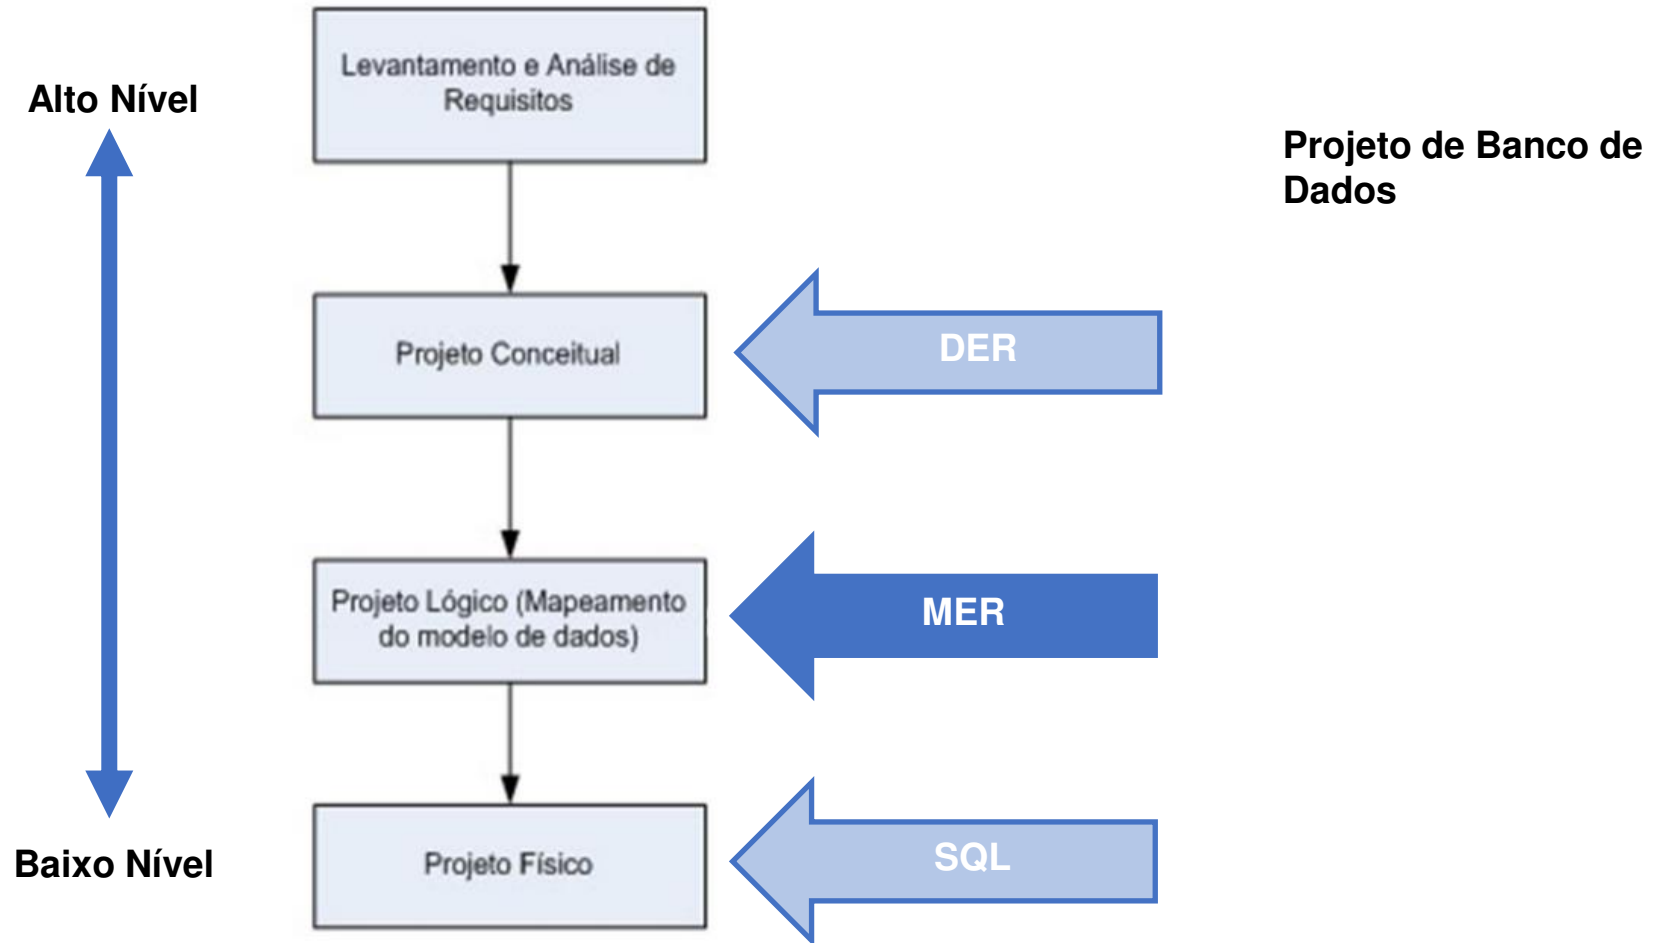 Levantamento e Análise de
Requisitos
Alto Nível
Projeto de Banco de
Dados
Projeto Conceitual
DER
Projeto Lógico (Mapeamento
do modelo de dados)
MER
Projeto Físico
SQL
Baixo Nível